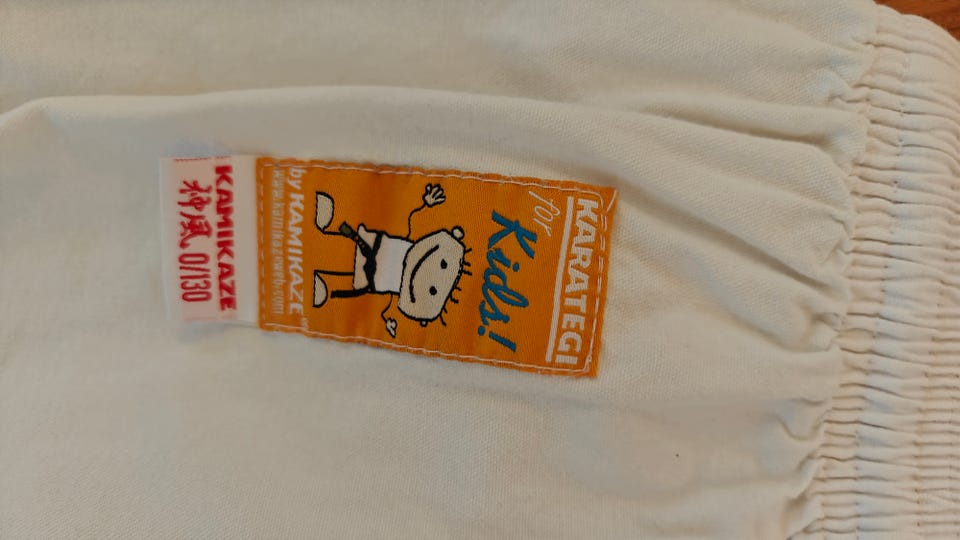 KARATEGI
for
Kids!
by KAMIKAZE
www.kamikazeweb.com
KAMIKAZE
神風 0/130